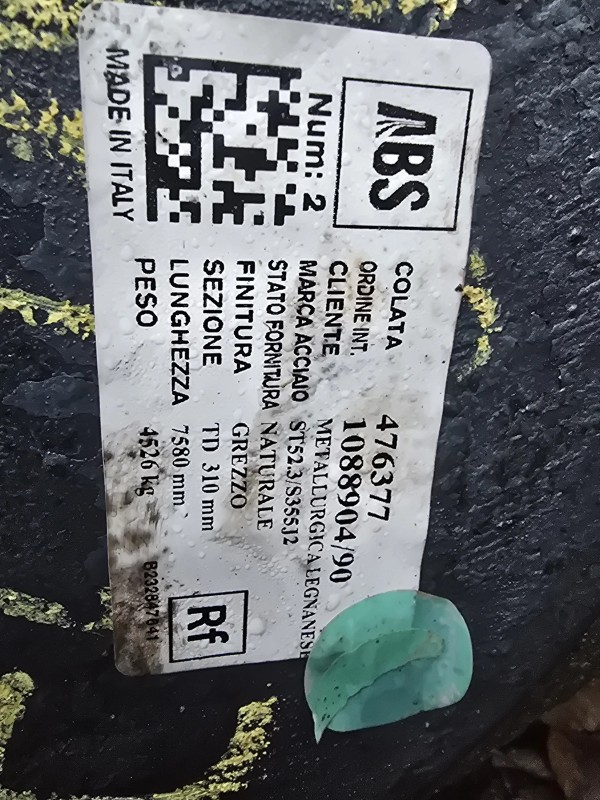 ABS
Num: 2
MADE IN ITALY
COLATA 476377
ORDINE INT. 1088904/90
CLIENTE METALLURGICA LEGNANESE
MARCA ACCIAIO ST52.3/S355J2
STATO FORNITURA NATURALE
FINITURA GREZZO
SEZIONE TD 310 mm
LUNGHEZZA 7580 mm
PESO 4526 kg
Rf